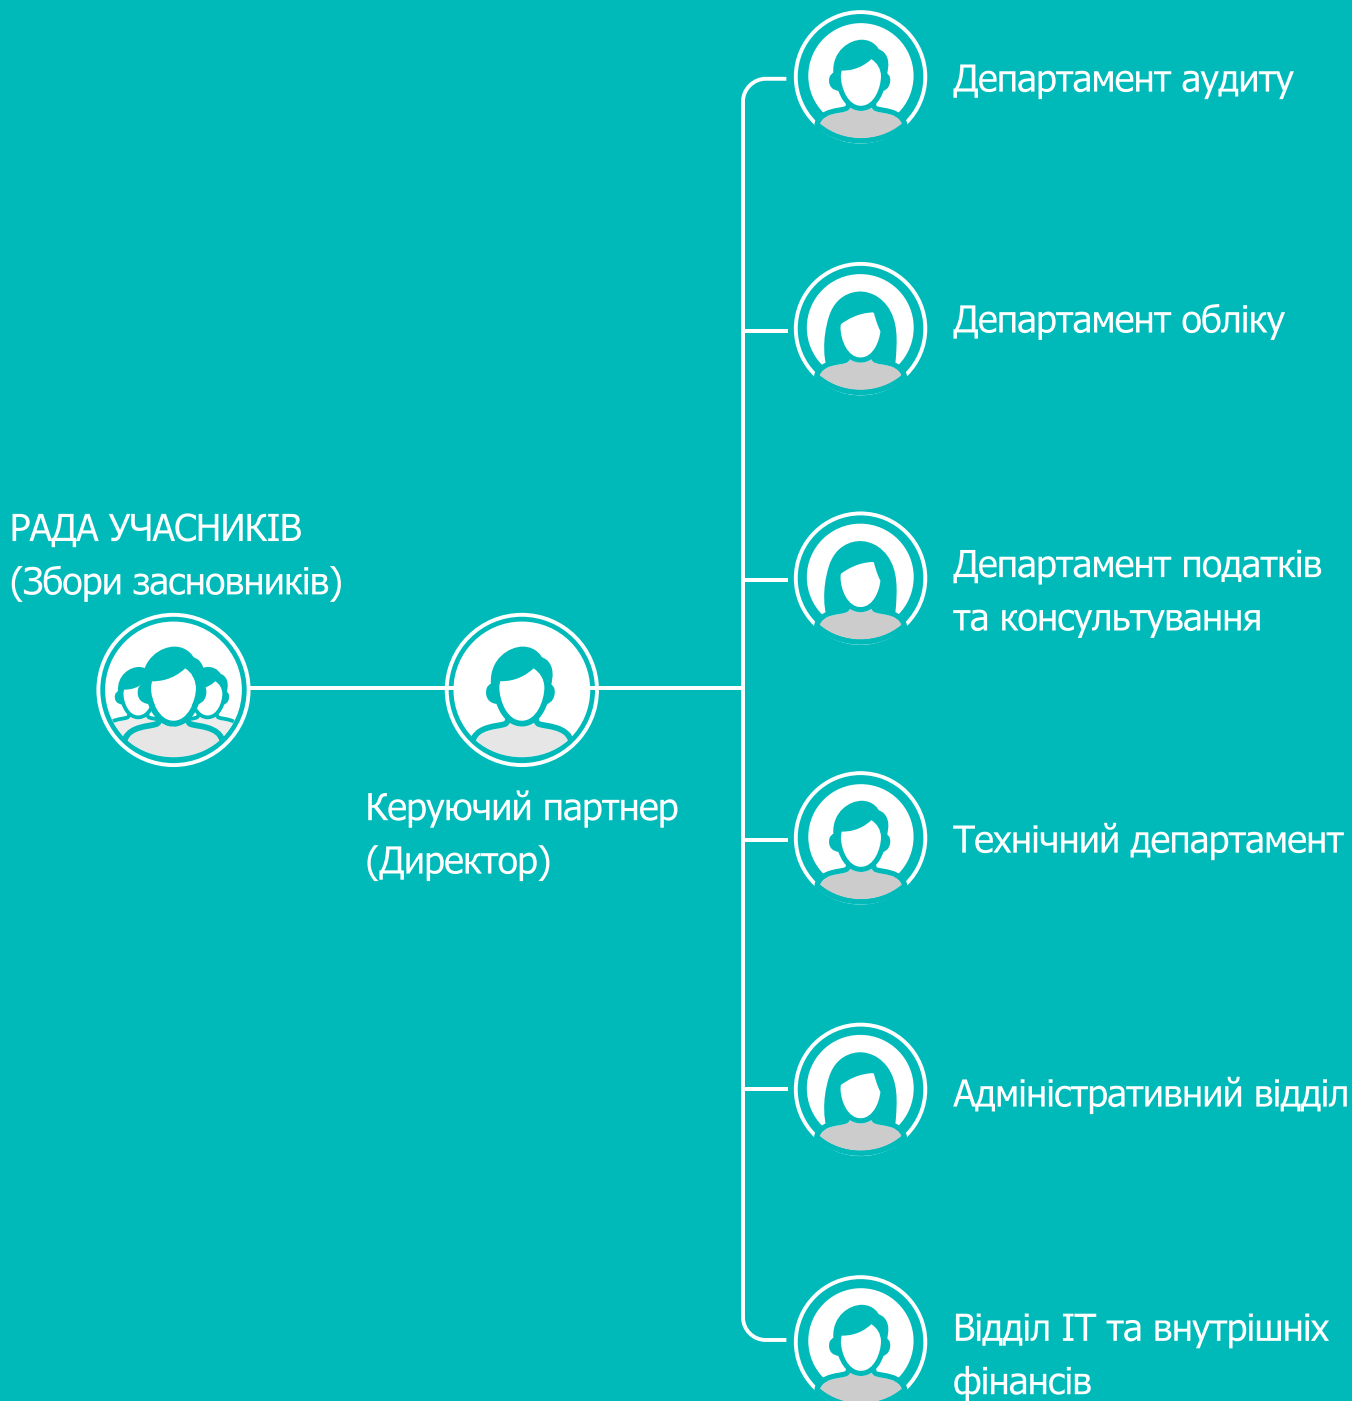 РАДА УЧАСНИКІВ
(Збори засновників)
Керуючий партнер
(Директор)
Департамент аудиту
Департамент обліку
Департамент податків
та консультування
Технічний департамент
Адміністративний відділ
Відділ ІТ та внутрішніх
фінансів